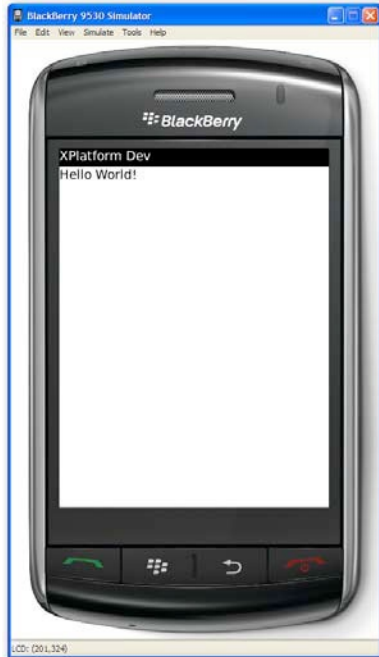 BlackBerry 9530 Simulator
File Edit View Simulate Tools Help
BlackBerry
XPlatform Dev
Hello World!
LCD: (201,324)